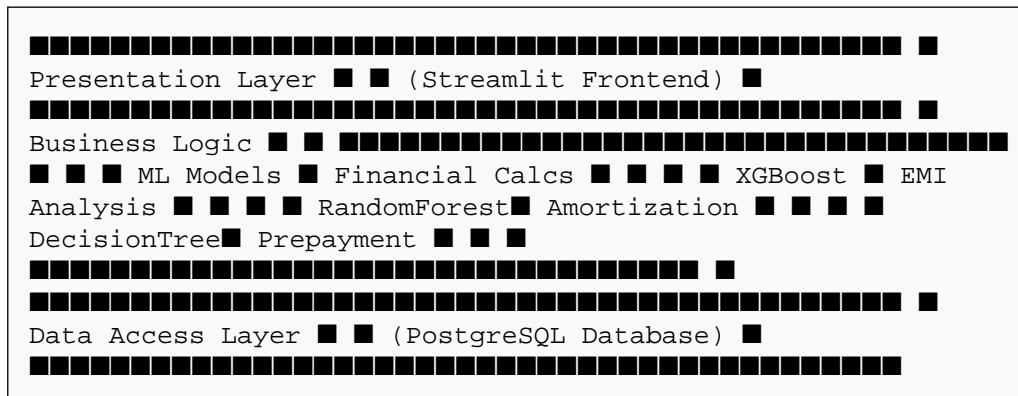 ■■■■■■■■■■■■■■■■■■■■■■■■■■■■■■■■■■■■■■■■■■■ ■
Presentation Layer ■ ■ (Streamlit Frontend) ■
■■■■■■■■■■■■■■■■■■■■■■■■■■■■■■■■■■■■■■■■■■■ ■
Business Logic ■ ■ ■■■■■■■■■■■■■■■■■■■■■■■■■■■■■■■■■
■ ■ ■ ML Models ■ Financial Calcs ■ ■ ■ ■ XGBoost ■ EMI
Analysis ■ ■ ■ ■ RandomForest■ Amortization ■ ■ ■ ■
DecisionTree■ Prepayment ■ ■ ■
■■■■■■■■■■■■■■■■■■■■■■■■■■■■■■■■■ ■
■■■■■■■■■■■■■■■■■■■■■■■■■■■■■■■■■■■■■■■■■■■ ■
Data Access Layer ■ ■ (PostgreSQL Database) ■
■■■■■■■■■■■■■■■■■■■■■■■■■■■■■■■■■■■■■■■■■■■